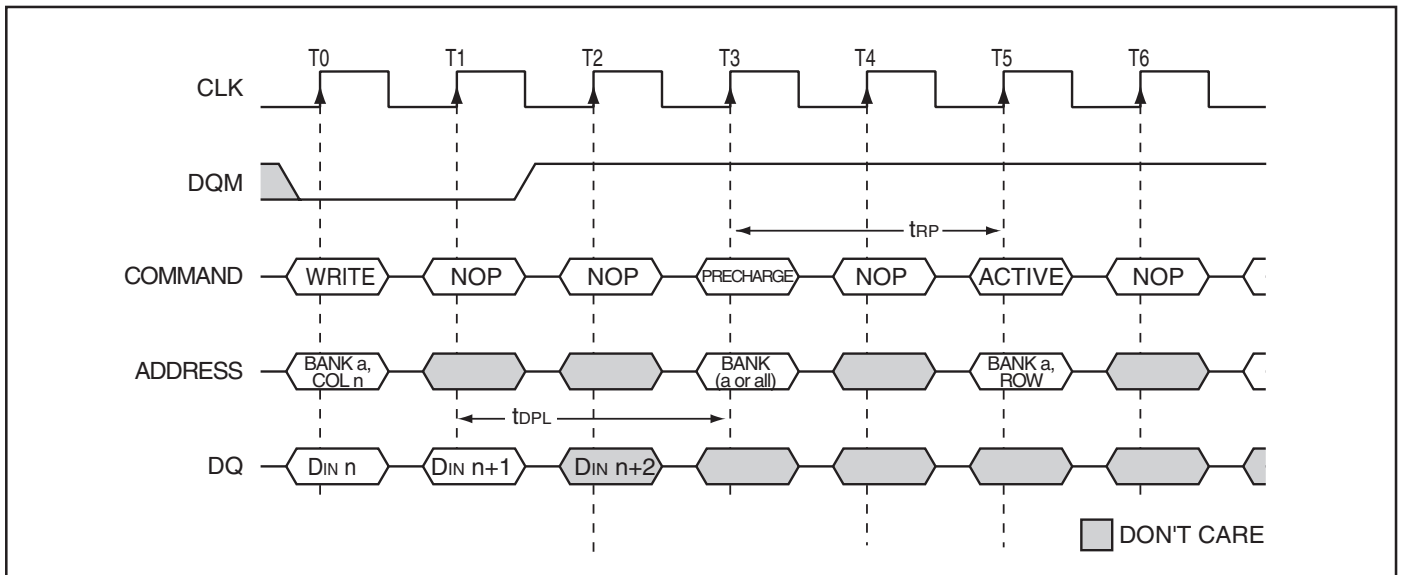 T0 T1 T2 T3 T4 T5 T6
CLK
DQM
tRP
COMMAND WRITE NOP NOP PRECHARGE NOP ACTIVE NOP
ADDRESS BANK a, COL n BANK (a or all) BANK a, ROW
tDPL
DQ DIN n DIN n+1 DIN n+2
DON'T CARE